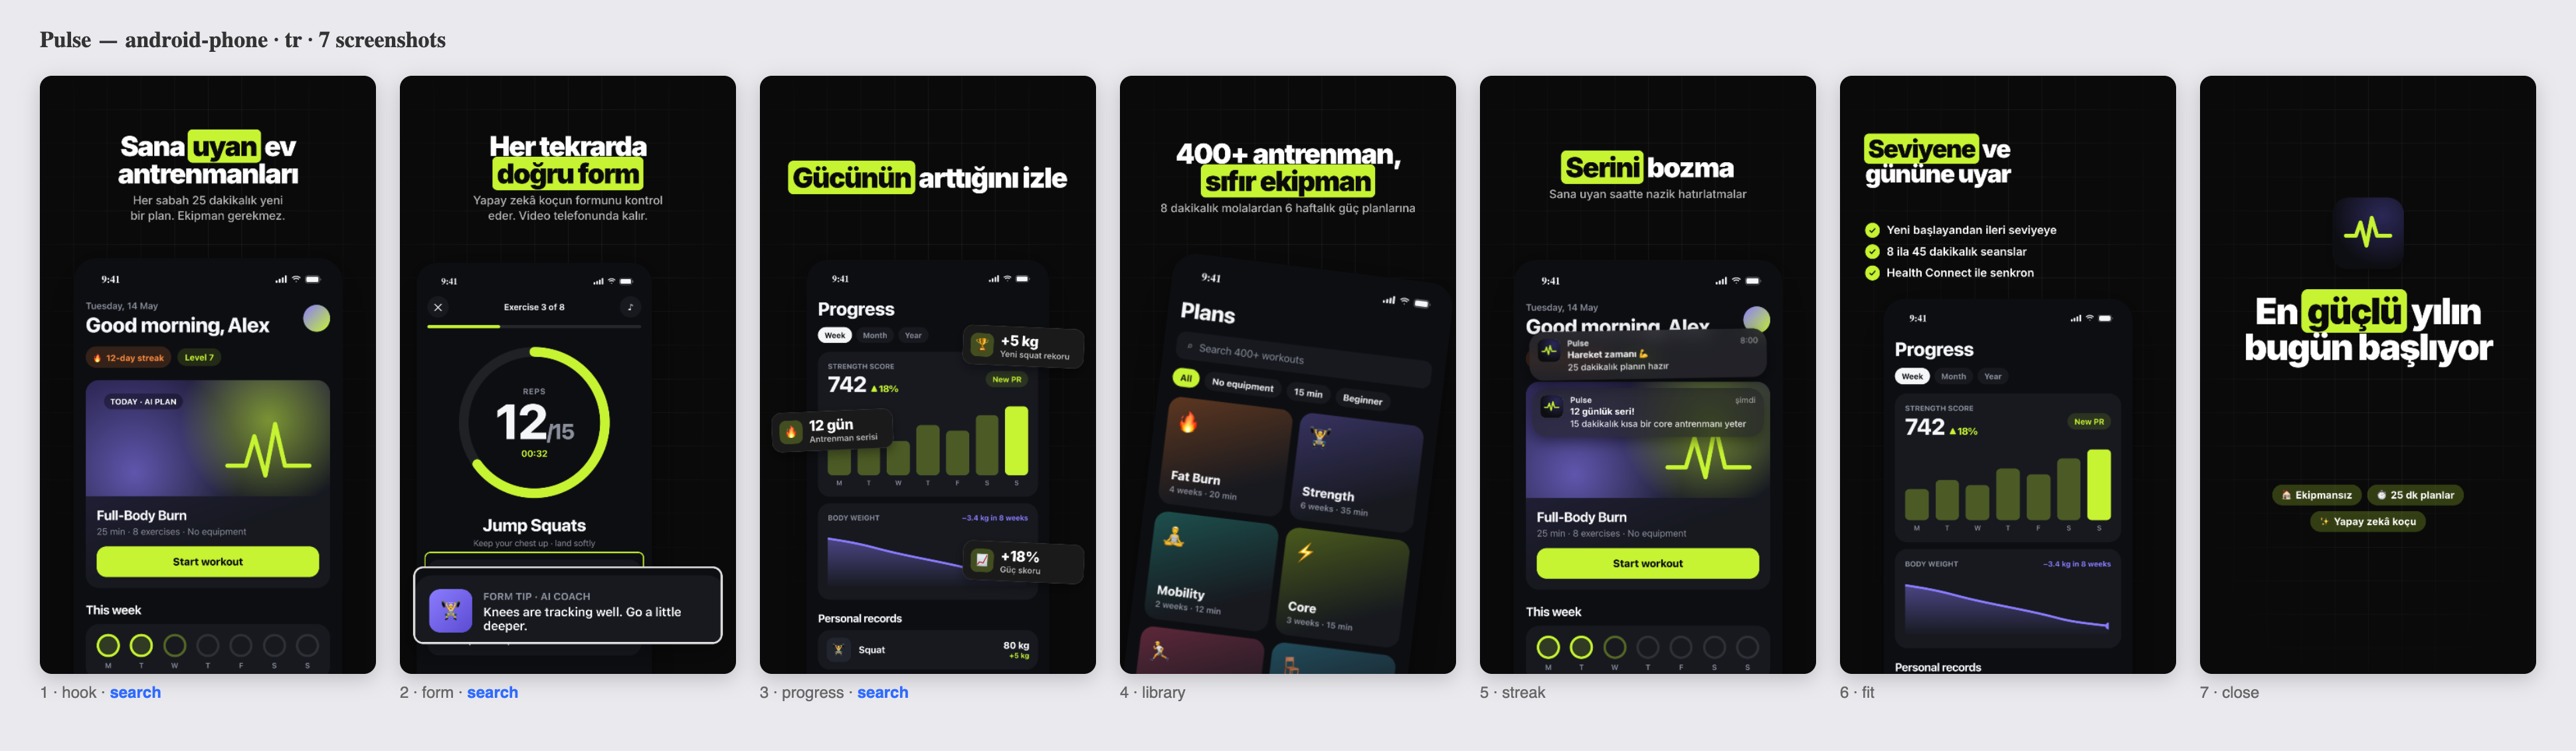 Pulse — android-phone · tr · 7 screenshots
Sana uyan ev
antrenmanları
Her sabah 25 dakikalık yeni
bir plan. Ekipman gerekmez.
9:41
Tuesday, 14 May
Good morning, Alex
🔥 12-day streak
Level 7
TODAY · AI PLAN
Full-Body Burn
25 min · 8 exercises · No equipment
Start workout
This week
M T W T F S S
1 · hook · search
Her tekrarda
doğru form
Yapay zekâ koçun formunu kontrol
eder. Video telefonunda kalır.
9:41
Exercise 3 of 8
REPS
12/15
00:32
Jump Squats
Keep your chest up · land softly
FORM TIP · AI COACH
Knees are tracking well. Go a little
deeper.
2 · form · search
Gücünün arttığını izle
9:41
Progress
Week Month Year
+5 kg
Yeni squat rekoru
STRENGTH SCORE
742 ▲18%
New PR
12 gün
Antrenman serisi
M T W T F S S
BODY WEIGHT
−3.4 kg in 8 weeks
+18%
Güç skoru
Personal records
Squat
80 kg
+5 kg
3 · progress · search
400+ antrenman,
sıfır ekipman
8 dakikalık molalardan 6 haftalık güç planlarına
9:41
Plans
Search 400+ workouts
All No equipment 15 min Beginner
Fat Burn
4 weeks · 20 min
Strength
6 weeks · 35 min
Mobility
2 weeks · 12 min
Core
3 weeks · 15 min
4 · library
Serini bozma
Sana uyan saatte nazik hatırlatmalar
9:41
Tuesday, 14 May
Good morning, Alex
Pulse
8:00
Hareket zamanı 💪
25 dakikalık planın hazır
Pulse
şimdi
12 günlük seri!
15 dakikalık kısa bir core antrenmanı yeter
Full-Body Burn
25 min · 8 exercises · No equipment
Start workout
This week
M T W T F S S
5 · streak
Seviyene ve
gününe uyar
Yeni başlayandan ileri seviyeye
8 ila 45 dakikalık seanslar
Health Connect ile senkron
9:41
Progress
Week Month Year
STRENGTH SCORE
742 ▲18%
New PR
M T W T F S S
BODY WEIGHT
−3.4 kg in 8 weeks
Personal records
6 · fit
En güçlü yılın
bugün başlıyor
🏠 Ekipmansız
⏱️ 25 dk planlar
✨ Yapay zekâ koçu
7 · close